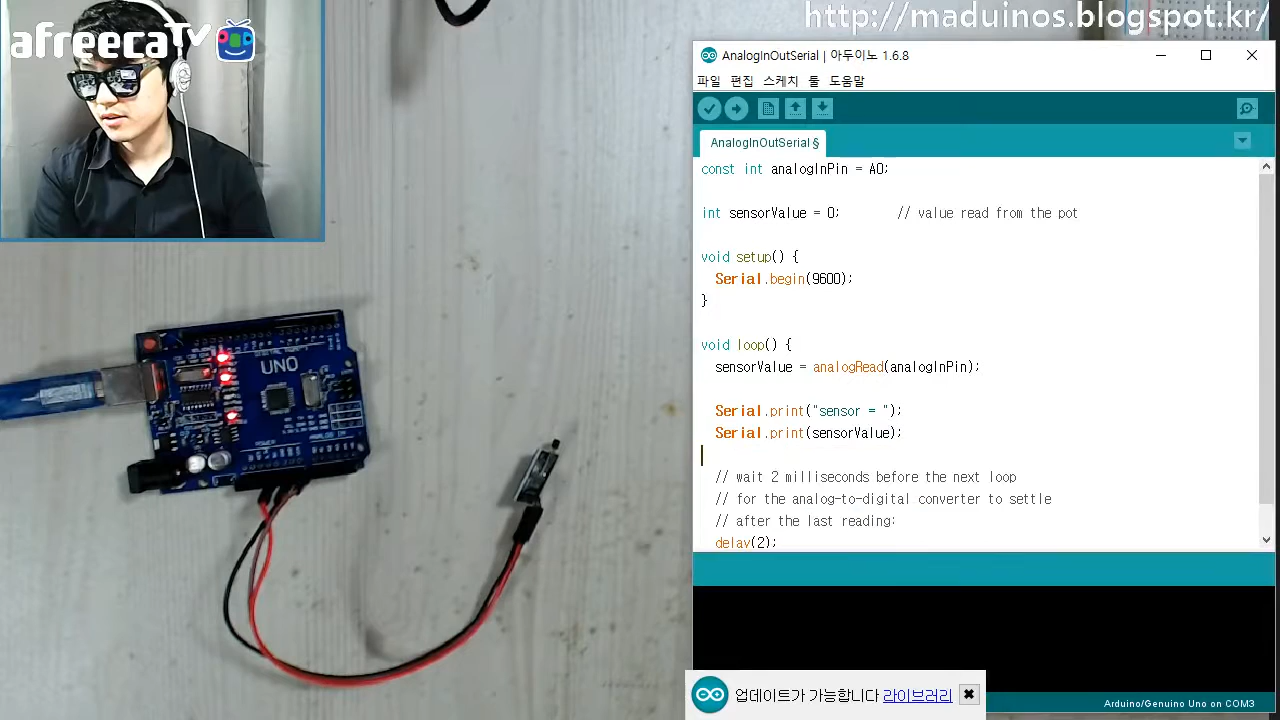 http://maduinos.blogspot.kr/
afreecaTV
AnalogInOutSerial | 아두이노 1.6.8
파일 편집 스케치 툴 도움말
AnalogInOutSerial §
const int analogInPin = A0;
int sensorValue = 0; // value read from the pot
void setup() {
Serial.begin(9600);
}
void loop() {
sensorValue = analogRead(analogInPin);
Serial.print("sensor = ");
Serial.print(sensorValue);
// wait 2 milliseconds before the next loop
// for the analog-to-digital converter to settle
// after the last reading:
delay(2);
UNO
POWER
ANALOG IN
업데이트가 가능합니다 라이브러리
Arduino/Genuino Uno on COM3